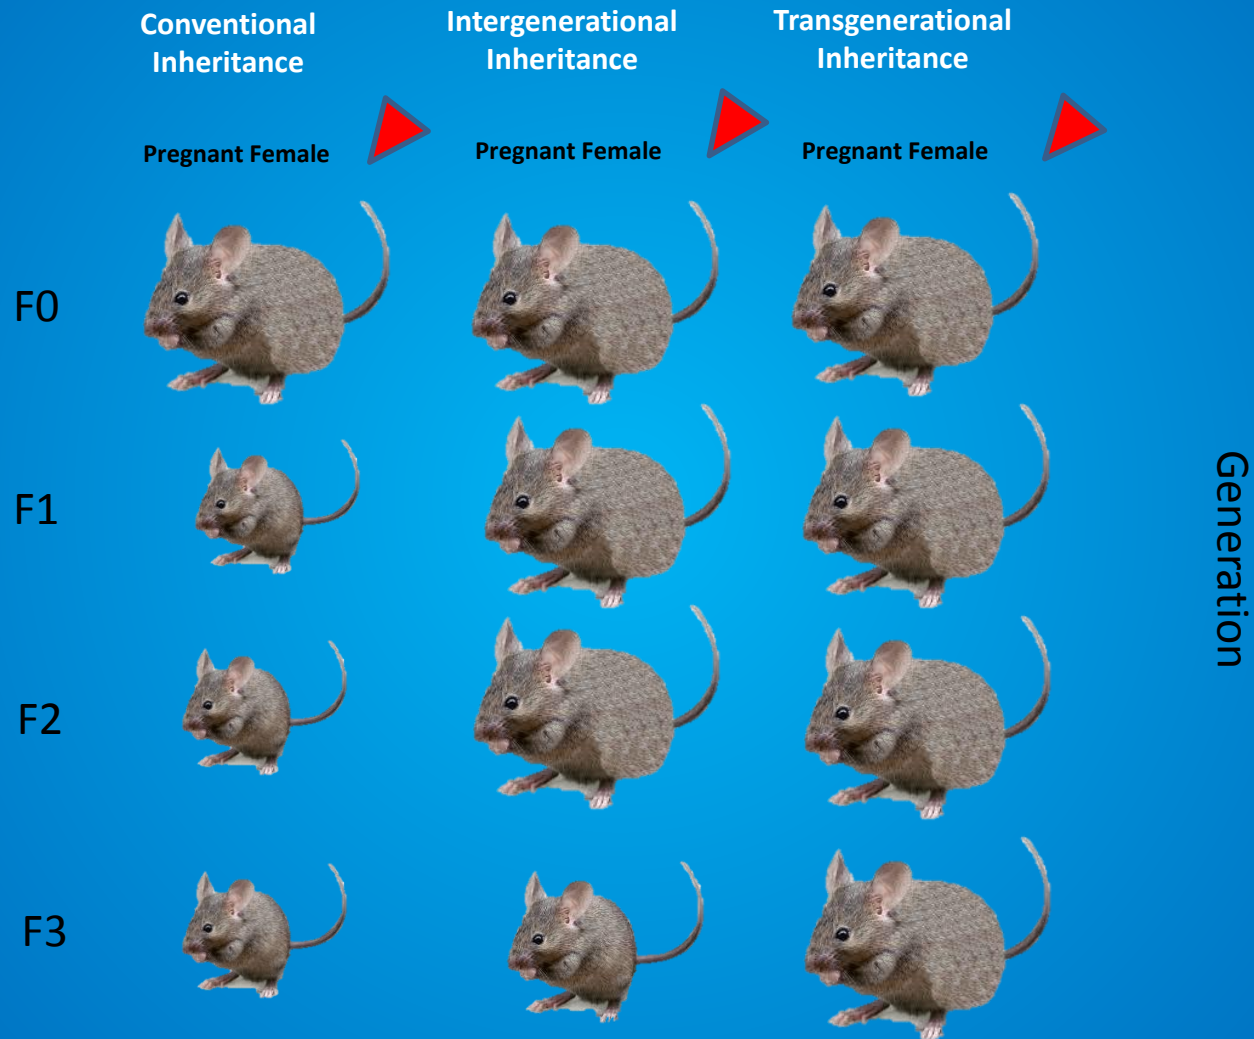 Conventional
Inheritance
Intergenerational
Inheritance
Transgenerational
Inheritance
Pregnant Female
Pregnant Female
Pregnant Female
F0
F1
F2
F3
Generation